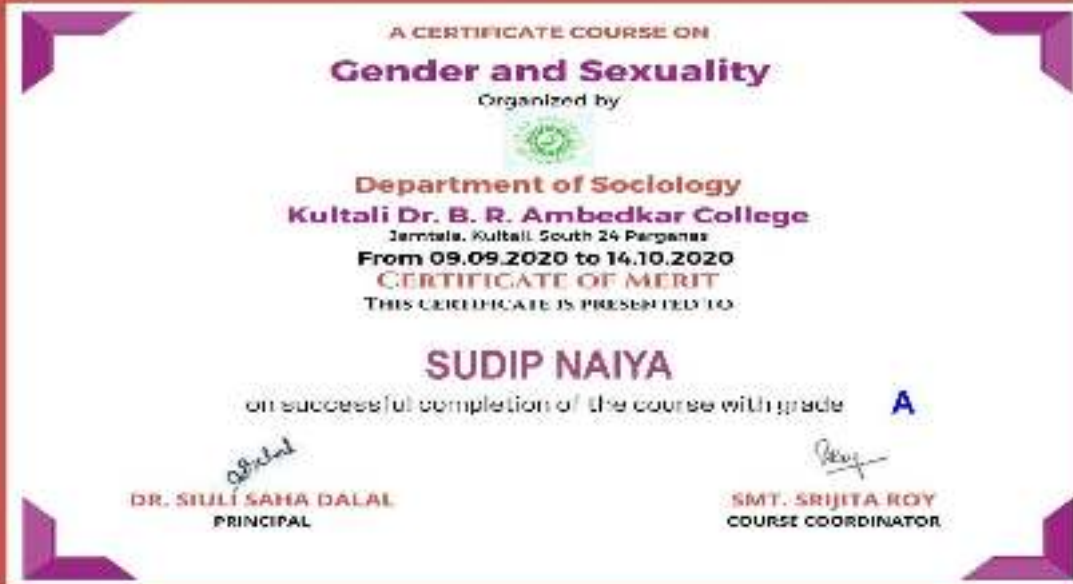 A CERTIFICATE COURSE ON
Gender and Sexuality
Organized by
Department of Sociology
Kultali Dr. B. R. Ambedkar College
Jamtala, Kultali, South 24 Parganas
From 09.09.2020 to 14.10.2020
CERTIFICATE OF MERIT
THIS CERTIFICATE IS PRESENTED TO
SUDIP NAIYA
on successful completion of the course with grade A
DR. SIULI SAHA DALAL
PRINCIPAL
SMT. SRIJITA ROY
COURSE COORDINATOR